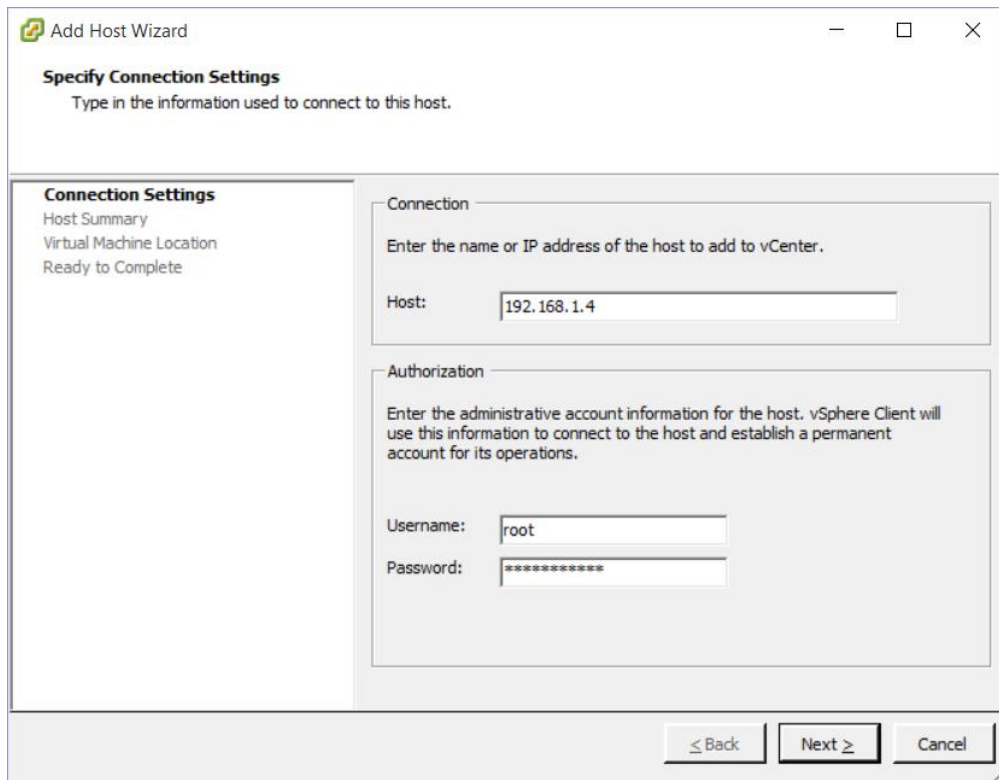 Add Host Wizard
Specify Connection Settings
Type in the information used to connect to this host.
Connection Settings
Host Summary
Virtual Machine Location
Ready to Complete
Connection
Enter the name or IP address of the host to add to vCenter.
Host: 192.168.1.4
Authorization
Enter the administrative account information for the host. vSphere Client will
use this information to connect to the host and establish a permanent
account for its operations.
Username: root
Password: ***********
< Back Next > Cancel